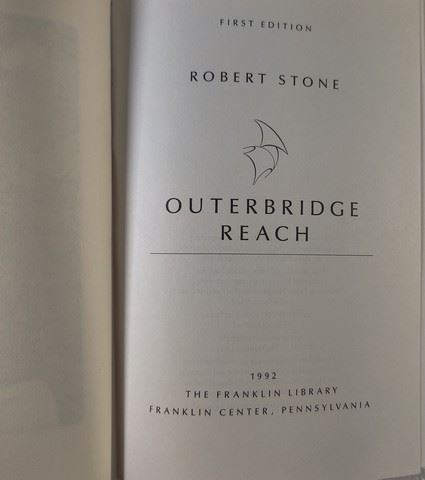 FIRST EDITION
ROBERT STONE
OUTERBRIDGE
REACH
1992
THE FRANKLIN LIBRARY
FRANKLIN CENTER, PENNSYLVANIA